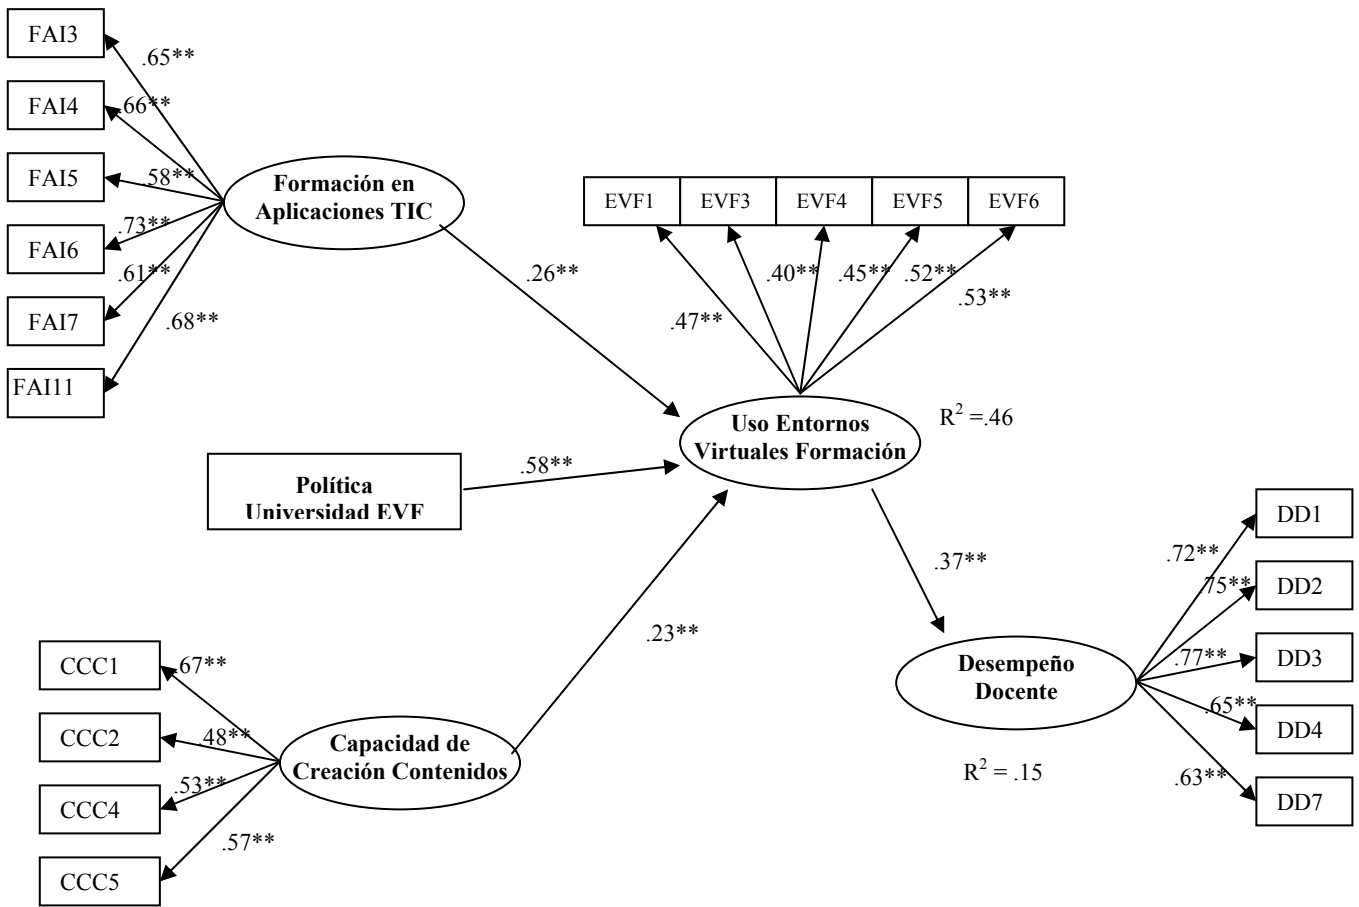 FAI3
.65**
FAI4
.66**
FAI5
.58**
FAI6
.73**
FAI7
.61**
FAI11
.68**
Formación en
Aplicaciones TIC
.26**
EVF1
EVF3
EVF4
EVF5
EVF6
.47**
.40**
.45**
.52**
.53**
Uso Entornos
Virtuales Formación
R² =.46
Política
Universidad EVF
.58**
.37**
.23**
CCC1
.67**
CCC2
.48**
CCC4
.53**
CCC5
.57**
Capacidad de
Creación Contenidos
Desempeño
Docente
R² = .15
DD1
.72**
DD2
.75**
DD3
.77**
DD4
.65**
DD7
.63**